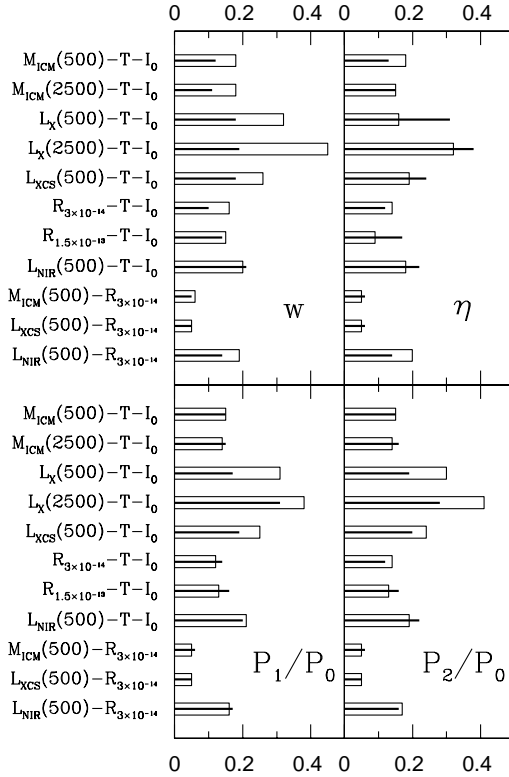 0 0.2 0.4 0 0.2 0.4
M_ICM(500)−T−I_0
M_ICM(2500)−T−I_0
L_X(500)−T−I_0
L_X(2500)−T−I_0
L_XCS(500)−T−I_0
R_3×10^-14−T−I_0
R_1.5×10^-13−T−I_0
L_NIR(500)−T−I_0
M_ICM(500)−R_3×10^-14
w η
L_XCS(500)−R_3×10^-14
L_NIR(500)−R_3×10^-14
M_ICM(500)−T−I_0
M_ICM(2500)−T−I_0
L_X(500)−T−I_0
L_X(2500)−T−I_0
L_XCS(500)−T−I_0
R_3×10^-14−T−I_0
R_1.5×10^-13−T−I_0
L_NIR(500)−T−I_0
M_ICM(500)−R_3×10^-14
P_1/P_0 P_2/P_0
L_XCS(500)−R_3×10^-14
L_NIR(500)−R_3×10^-14
0 0.2 0.4 0 0.2 0.4